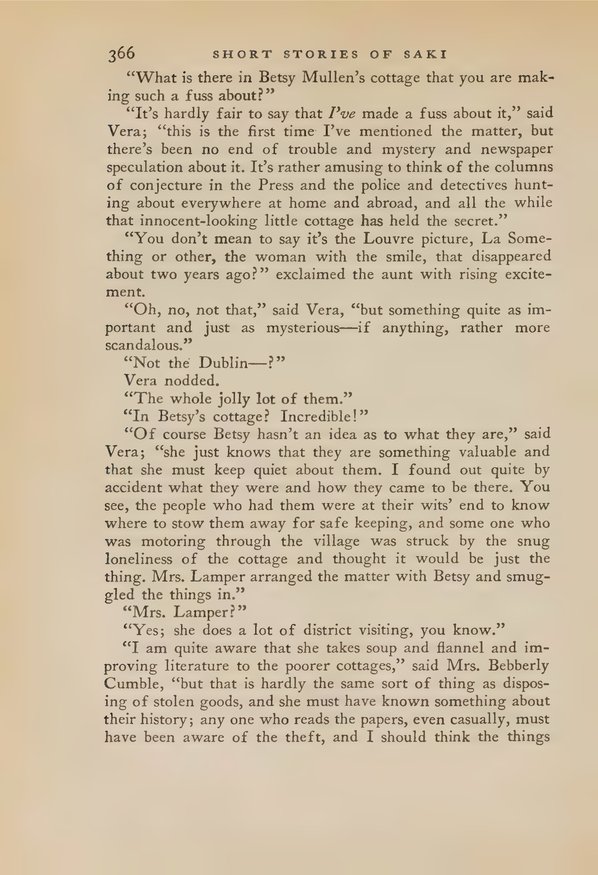 366 SHORT STORIES OF SAKI
“What is there in Betsy Mullen’s cottage that you are mak-
ing such a fuss about?”
“It’s hardly fair to say that I’ve made a fuss about it,” said
Vera; “this is the first time I’ve mentioned the matter, but
there’s been no end of trouble and mystery and newspaper
speculation about it. It’s rather amusing to think of the columns
of conjecture in the Press and the police and detectives hunt-
ing about everywhere at home and abroad, and all the while
that innocent-looking little cottage has held the secret.”
“You don’t mean to say it’s the Louvre picture, La Some-
thing or other, the woman with the smile, that disappeared
about two years ago?” exclaimed the aunt with rising excite-
ment.
“Oh, no, not that,” said Vera, “but something quite as im-
portant and just as mysterious—if anything, rather more
scandalous.”
“Not the Dublin—?”
Vera nodded.
“The whole jolly lot of them.”
“In Betsy’s cottage? Incredible!”
“Of course Betsy hasn’t an idea as to what they are,” said
Vera; “she just knows that they are something valuable and
that she must keep quiet about them. I found out quite by
accident what they were and how they came to be there. You
see, the people who had them were at their wits’ end to know
where to stow them away for safe keeping, and some one who
was motoring through the village was struck by the snug
loneliness of the cottage and thought it would be just the
thing. Mrs. Lamper arranged the matter with Betsy and smug-
gled the things in.”
“Mrs. Lamper?”
“Yes; she does a lot of district visiting, you know.”
“I am quite aware that she takes soup and flannel and im-
proving literature to the poorer cottages,” said Mrs. Bebberly
Cumble, “but that is hardly the same sort of thing as dispos-
ing of stolen goods, and she must have known something about
their history; any one who reads the papers, even casually, must
have been aware of the theft, and I should think the things